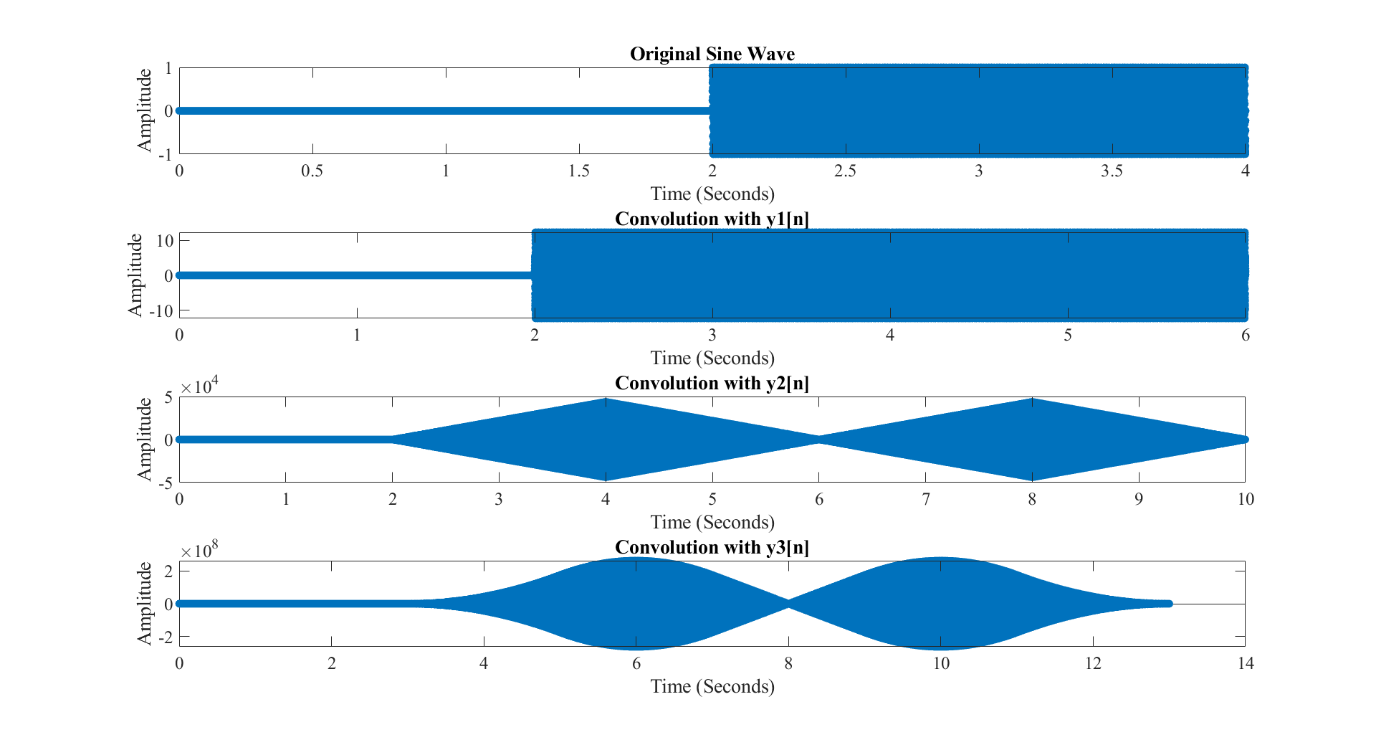 Original Sine Wave
Amplitude
1
0
-1
0 0.5 1 1.5 2 2.5 3 3.5 4
Time (Seconds)
Convolution with y1[n]
Amplitude
10
0
-10
0 1 2 3 4 5 6
Time (Seconds)
Convolution with y2[n]
×10^4
Amplitude
5
0
-5
0 1 2 3 4 5 6 7 8 9 10
Time (Seconds)
Convolution with y3[n]
×10^8
Amplitude
2
0
-2
0 2 4 6 8 10 12 14
Time (Seconds)